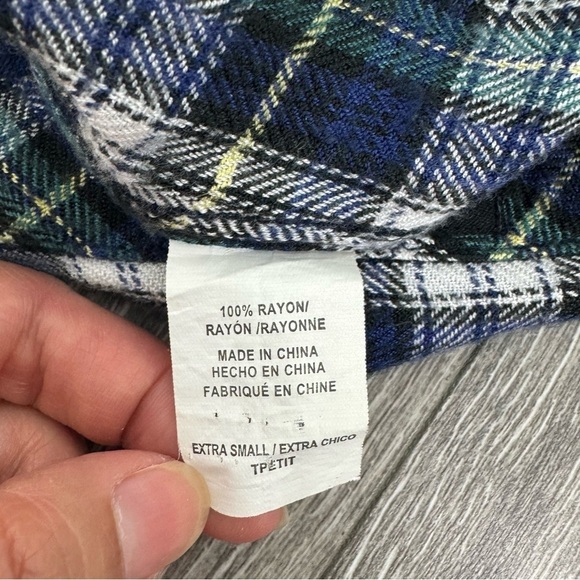 100% RAYON/
RAYÓN /RAYONNE
MADE IN CHINA
HECHO EN CHINA
FABRIQUÉ EN CHINE
EXTRA SMALL / EXTRA CHICO
TPETIT